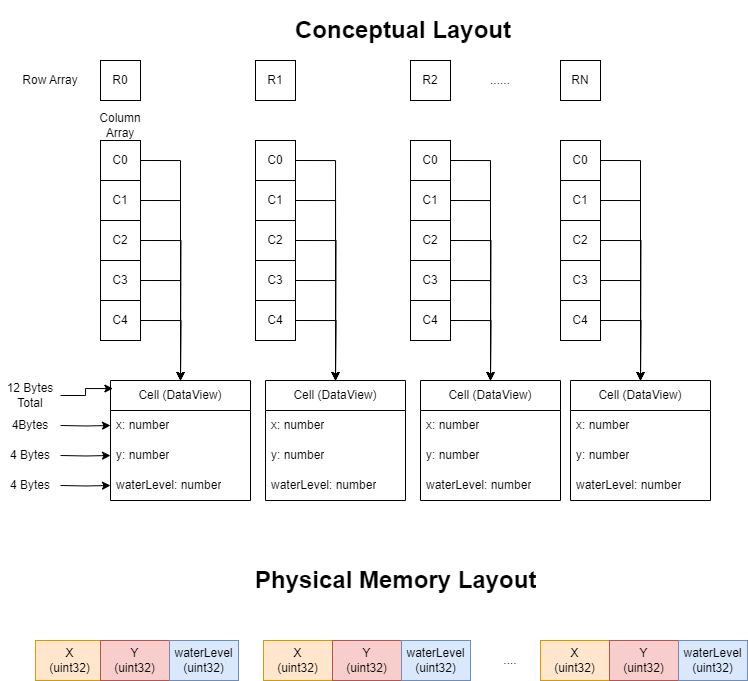 Conceptual Layout
Row Array
R0
R1
R2
......
RN
Column
Array
C0
C0
C0
C0
C1
C1
C1
C1
C2
C2
C2
C2
C3
C3
C3
C3
C4
C4
C4
C4
12 Bytes
Total
Cell (DataView)
Cell (DataView)
Cell (DataView)
Cell (DataView)
4Bytes
x: number
x: number
x: number
x: number
4 Bytes
y: number
y: number
y: number
y: number
4 Bytes
waterLevel: number
waterLevel: number
waterLevel: number
waterLevel: number
Physical Memory Layout
X
(uint32)
Y
(uint32)
waterLevel
(uint32)
X
(uint32)
Y
(uint32)
waterLevel
(uint32)
....
X
(uint32)
Y
(uint32)
waterLevel
(uint32)